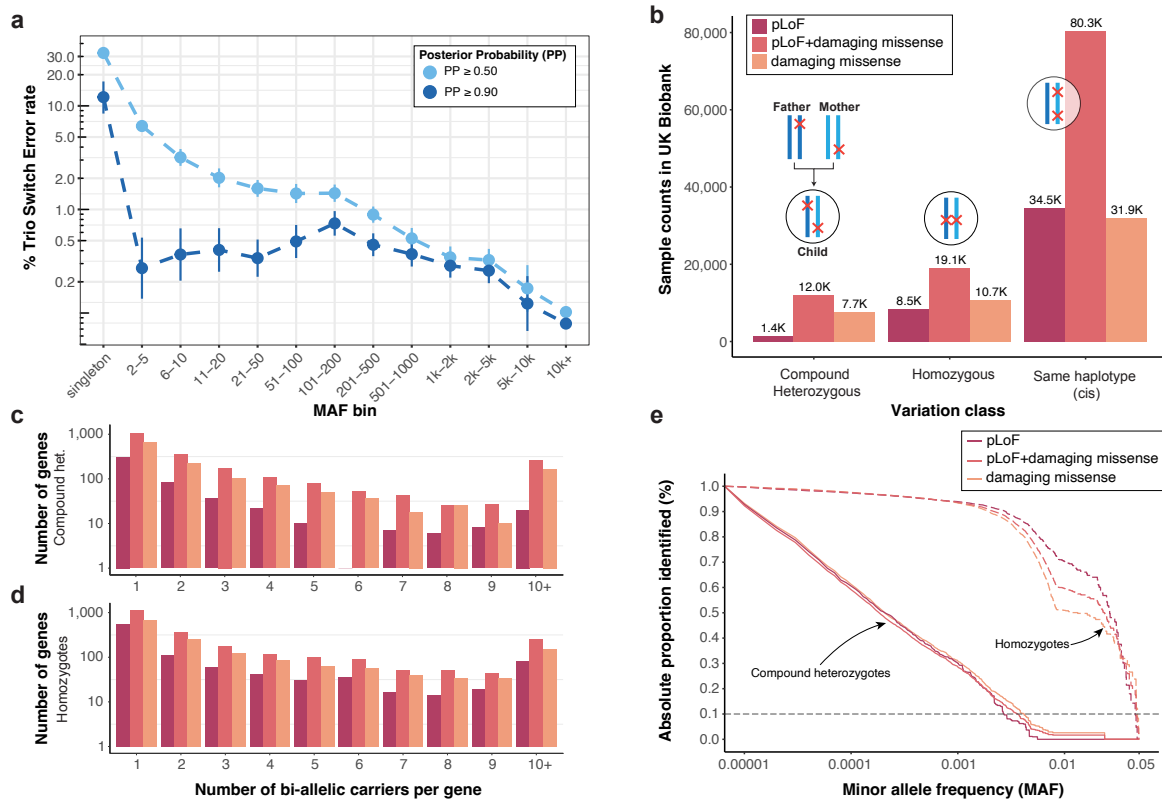 a
% Trio Switch Error rate
30.0
20.0
10.0
5.0
2.0
1.0
0.5
0.2
Posterior Probability (PP)
PP ≥ 0.50
PP ≥ 0.90
singleton
2−5
6−10
11−20
21−50
51−100
101−200
201−500
501−1000
1k−2k
2k−5k
5k−10k
10k+
MAF bin
b
Sample counts in UK Biobank
80,000
60,000
40,000
20,000
0
pLoF
pLoF+damaging missense
damaging missense
Father Mother
Child
1.4K
12.0K
7.7K
8.5K
19.1K
10.7K
34.5K
80.3K
31.9K
Compound
Heterozygous
Homozygous
Same haplotype
(cis)
Variation class
c
Number of genes
Compound het.
1,000
100
10
1
1 2 3 4 5 6 7 8 9 10+
d
Number of genes
Homozygotes
1,000
100
10
1
1 2 3 4 5 6 7 8 9 10+
Number of bi−allelic carriers per gene
e
pLoF
pLoF+damaging missense
damaging missense
Absolute proportion identified (%)
1.0
0.9
0.8
0.7
0.6
0.5
0.4
0.3
0.2
0.1
0.0
Compound heterozygotes
Homozygotes
0.00001 0.0001 0.001 0.01 0.05
Minor allele frequency (MAF)